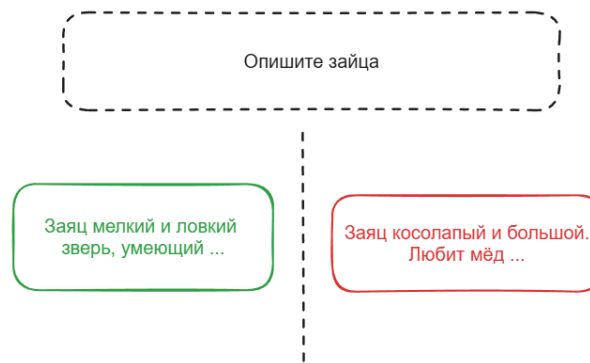 Опишите зайца
Заяц мелкий и ловкий
зверь, умеющий ...
Заяц косолапый и большой.
Любит мёд ...